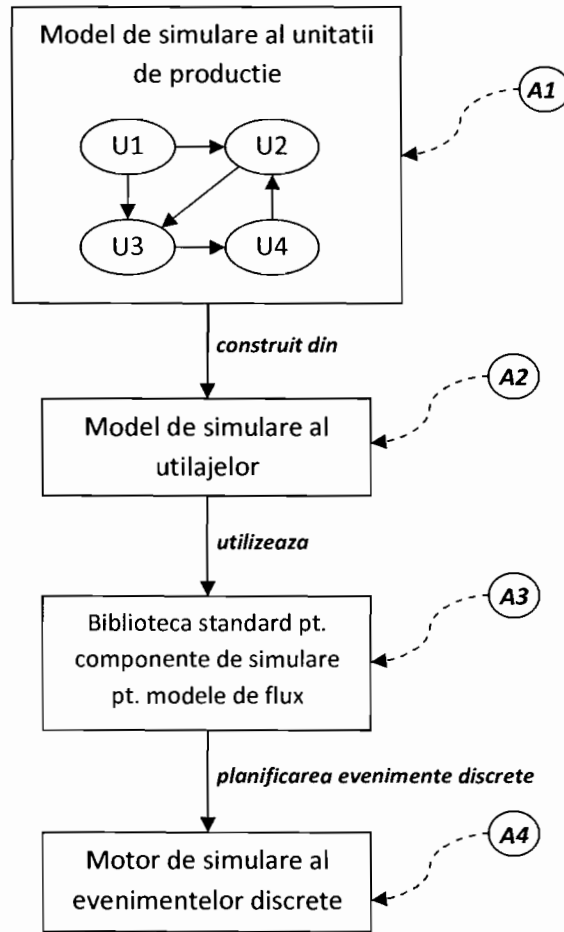 Model de simulare al unitatii
de productie
A1
U1
U2
U3
U4
construit din
A2
Model de simulare al
utilajelor
utilizeaza
A3
Biblioteca standard pt.
componente de simulare
pt. modele de flux
planificarea evenimente discrete
A4
Motor de simulare al
evenimentelor discrete